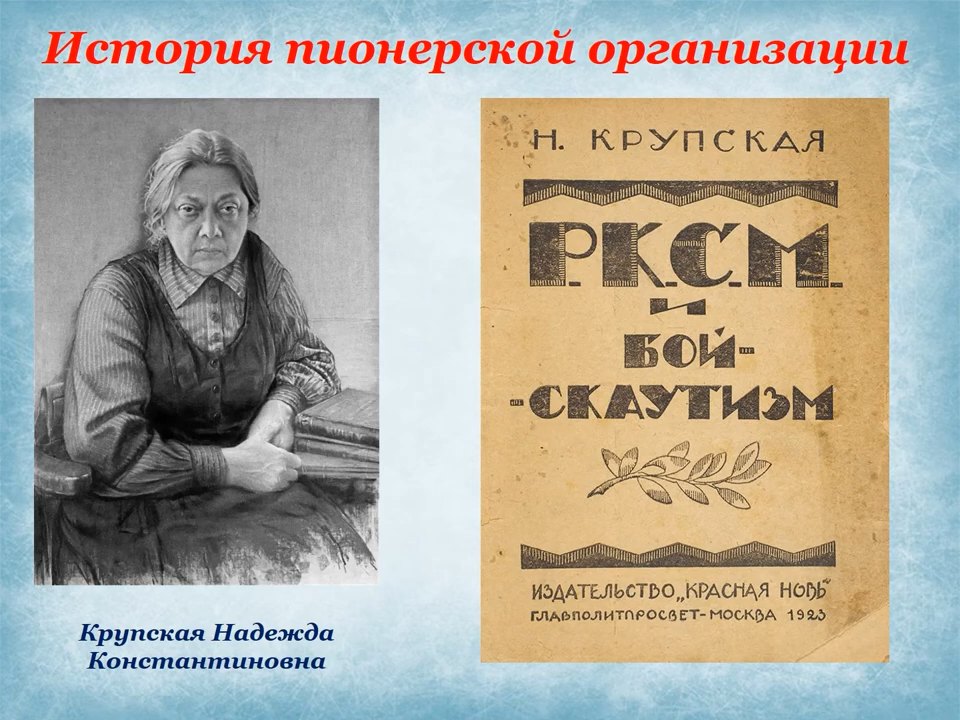 История пионерской организации
Крупская Надежда
Константиновна
Н. КРУПСКАЯ
Р.К.С.М.
И
БОЙ-
-СКАУТИЗМ
ИЗДАТЕЛЬСТВО „КРАСНАЯ НОВЬ"
ГЛАВПОЛИТПРОСВЕТ-МОСКВА 1923